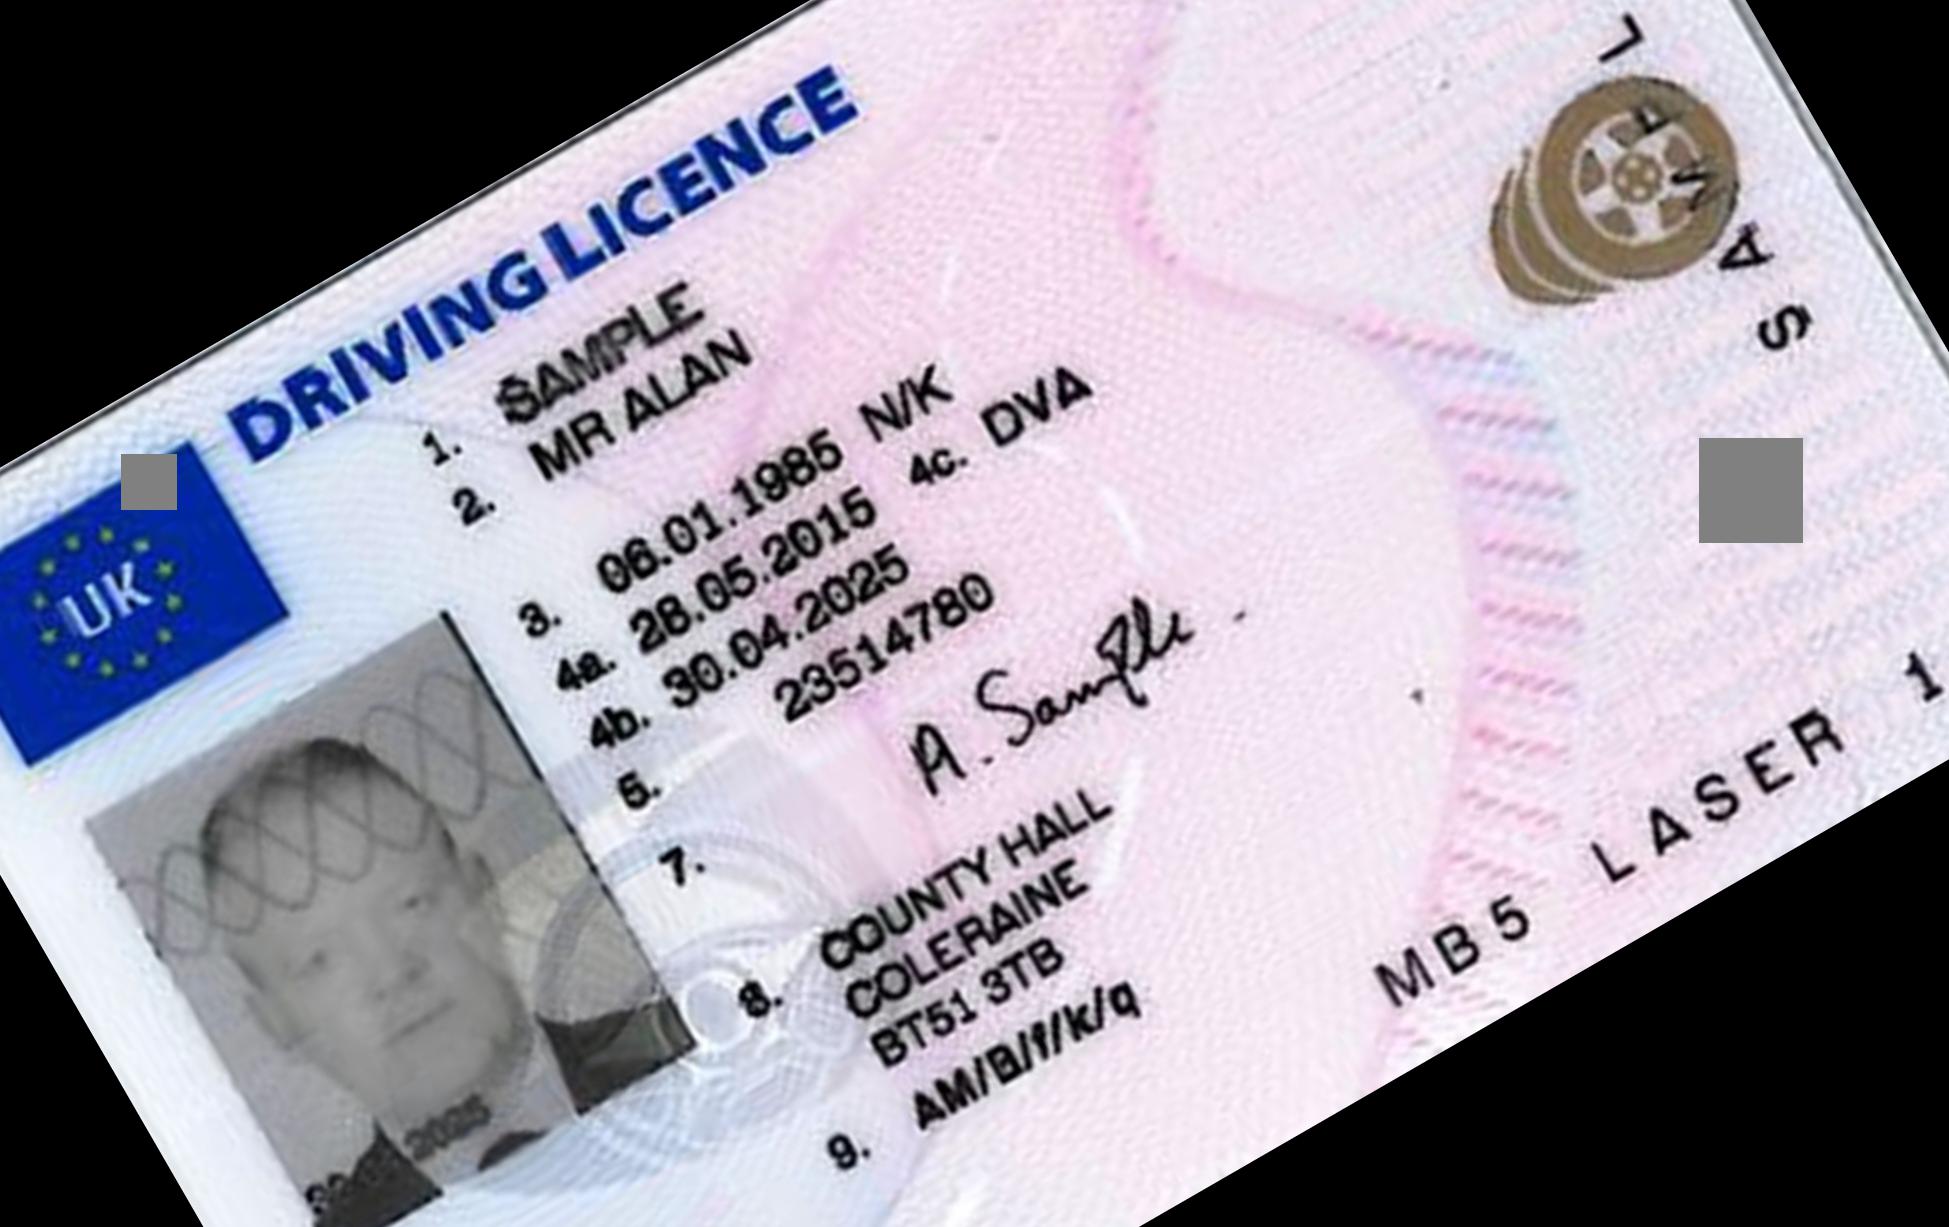 DRIVING LICENCE
UK
1. SAMPLE
2. MR ALAN
3. 06.01.1985 N/K
4a. 28.05.2015 4c. DVA
4b. 30.04.2025
5. 23514780
7. A. Sample
8. COUNTY HALL
COLERAINE
BT51 3TB
9. AM/B/f/k/q
2025
SAMPL
MB5 LASER 1